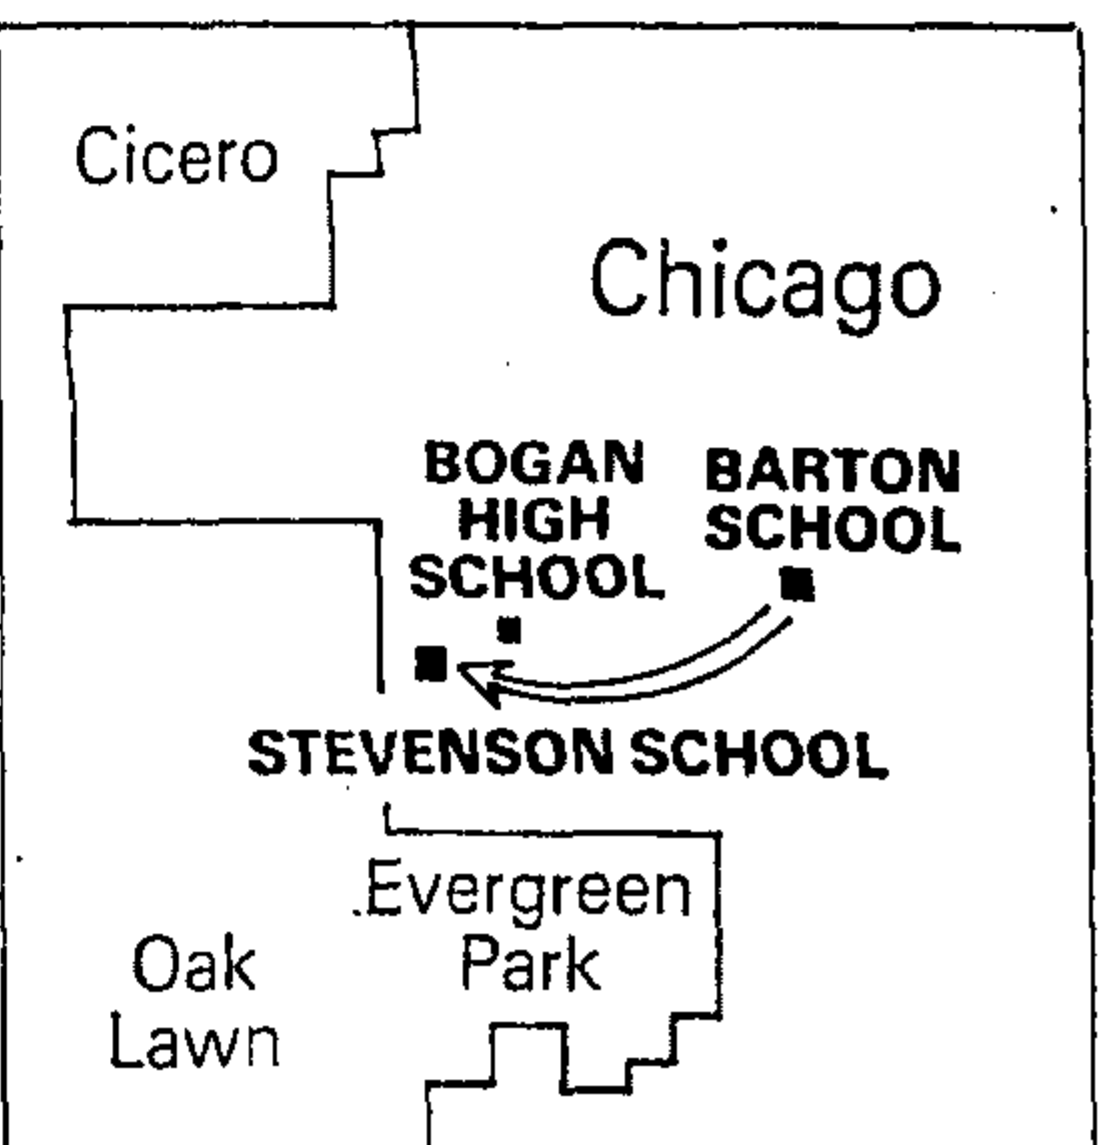 Cicero
Chicago
BOGAN
HIGH
SCHOOL
BARTON
SCHOOL
STEVENSON SCHOOL
Evergreen
Park
Oak
Lawn